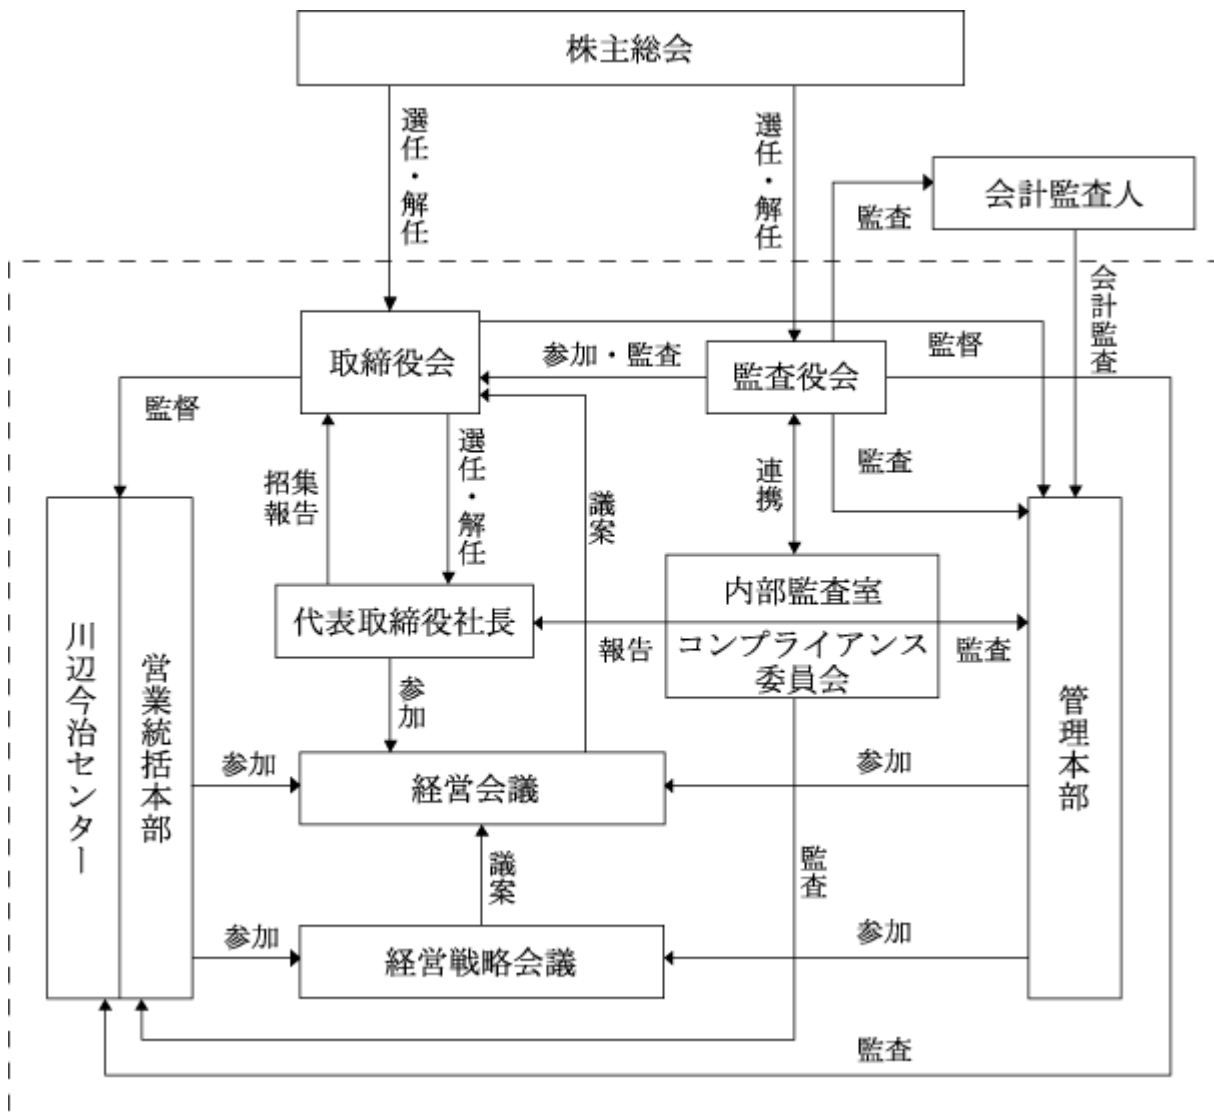 株主総会
選任・解任
選任・解任
会計監査人
監査
会計監査
取締役会
参加・監査
監査役会
監督
監督
招集
報告
選任・解任
議案
連携
監査
内部監査室
代表取締役社長
報告
コンプライアンス
委員会
監査
川辺今治センター
営業統括本部
管理本部
参加
参加
経営会議
参加
議案
監査
参加
経営戦略会議
参加
監査